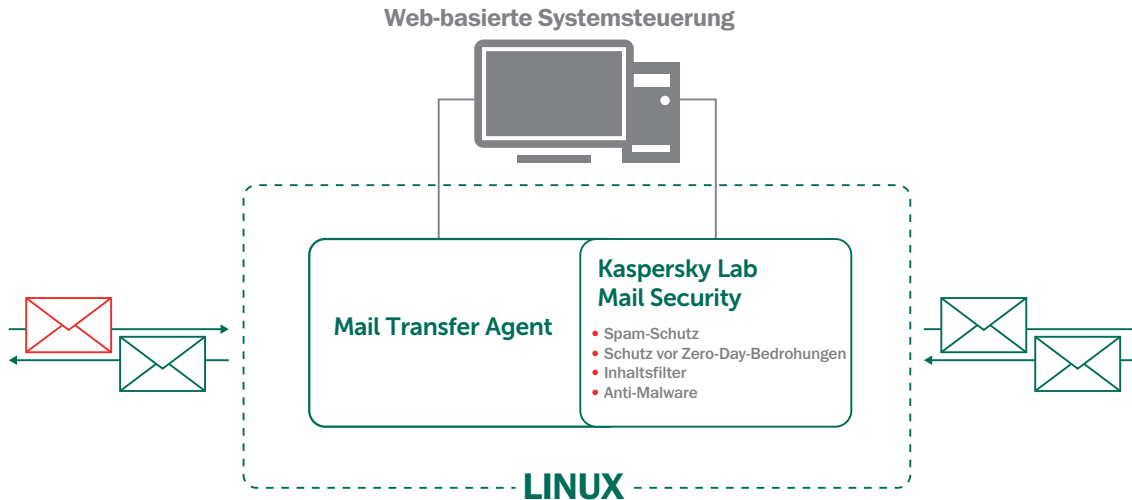 Web-basierte Systemsteuerung
Mail Transfer Agent
Kaspersky Lab
Mail Security
• Spam-Schutz
• Schutz vor Zero-Day-Bedrohungen
• Inhaltsfilter
• Anti-Malware
LINUX